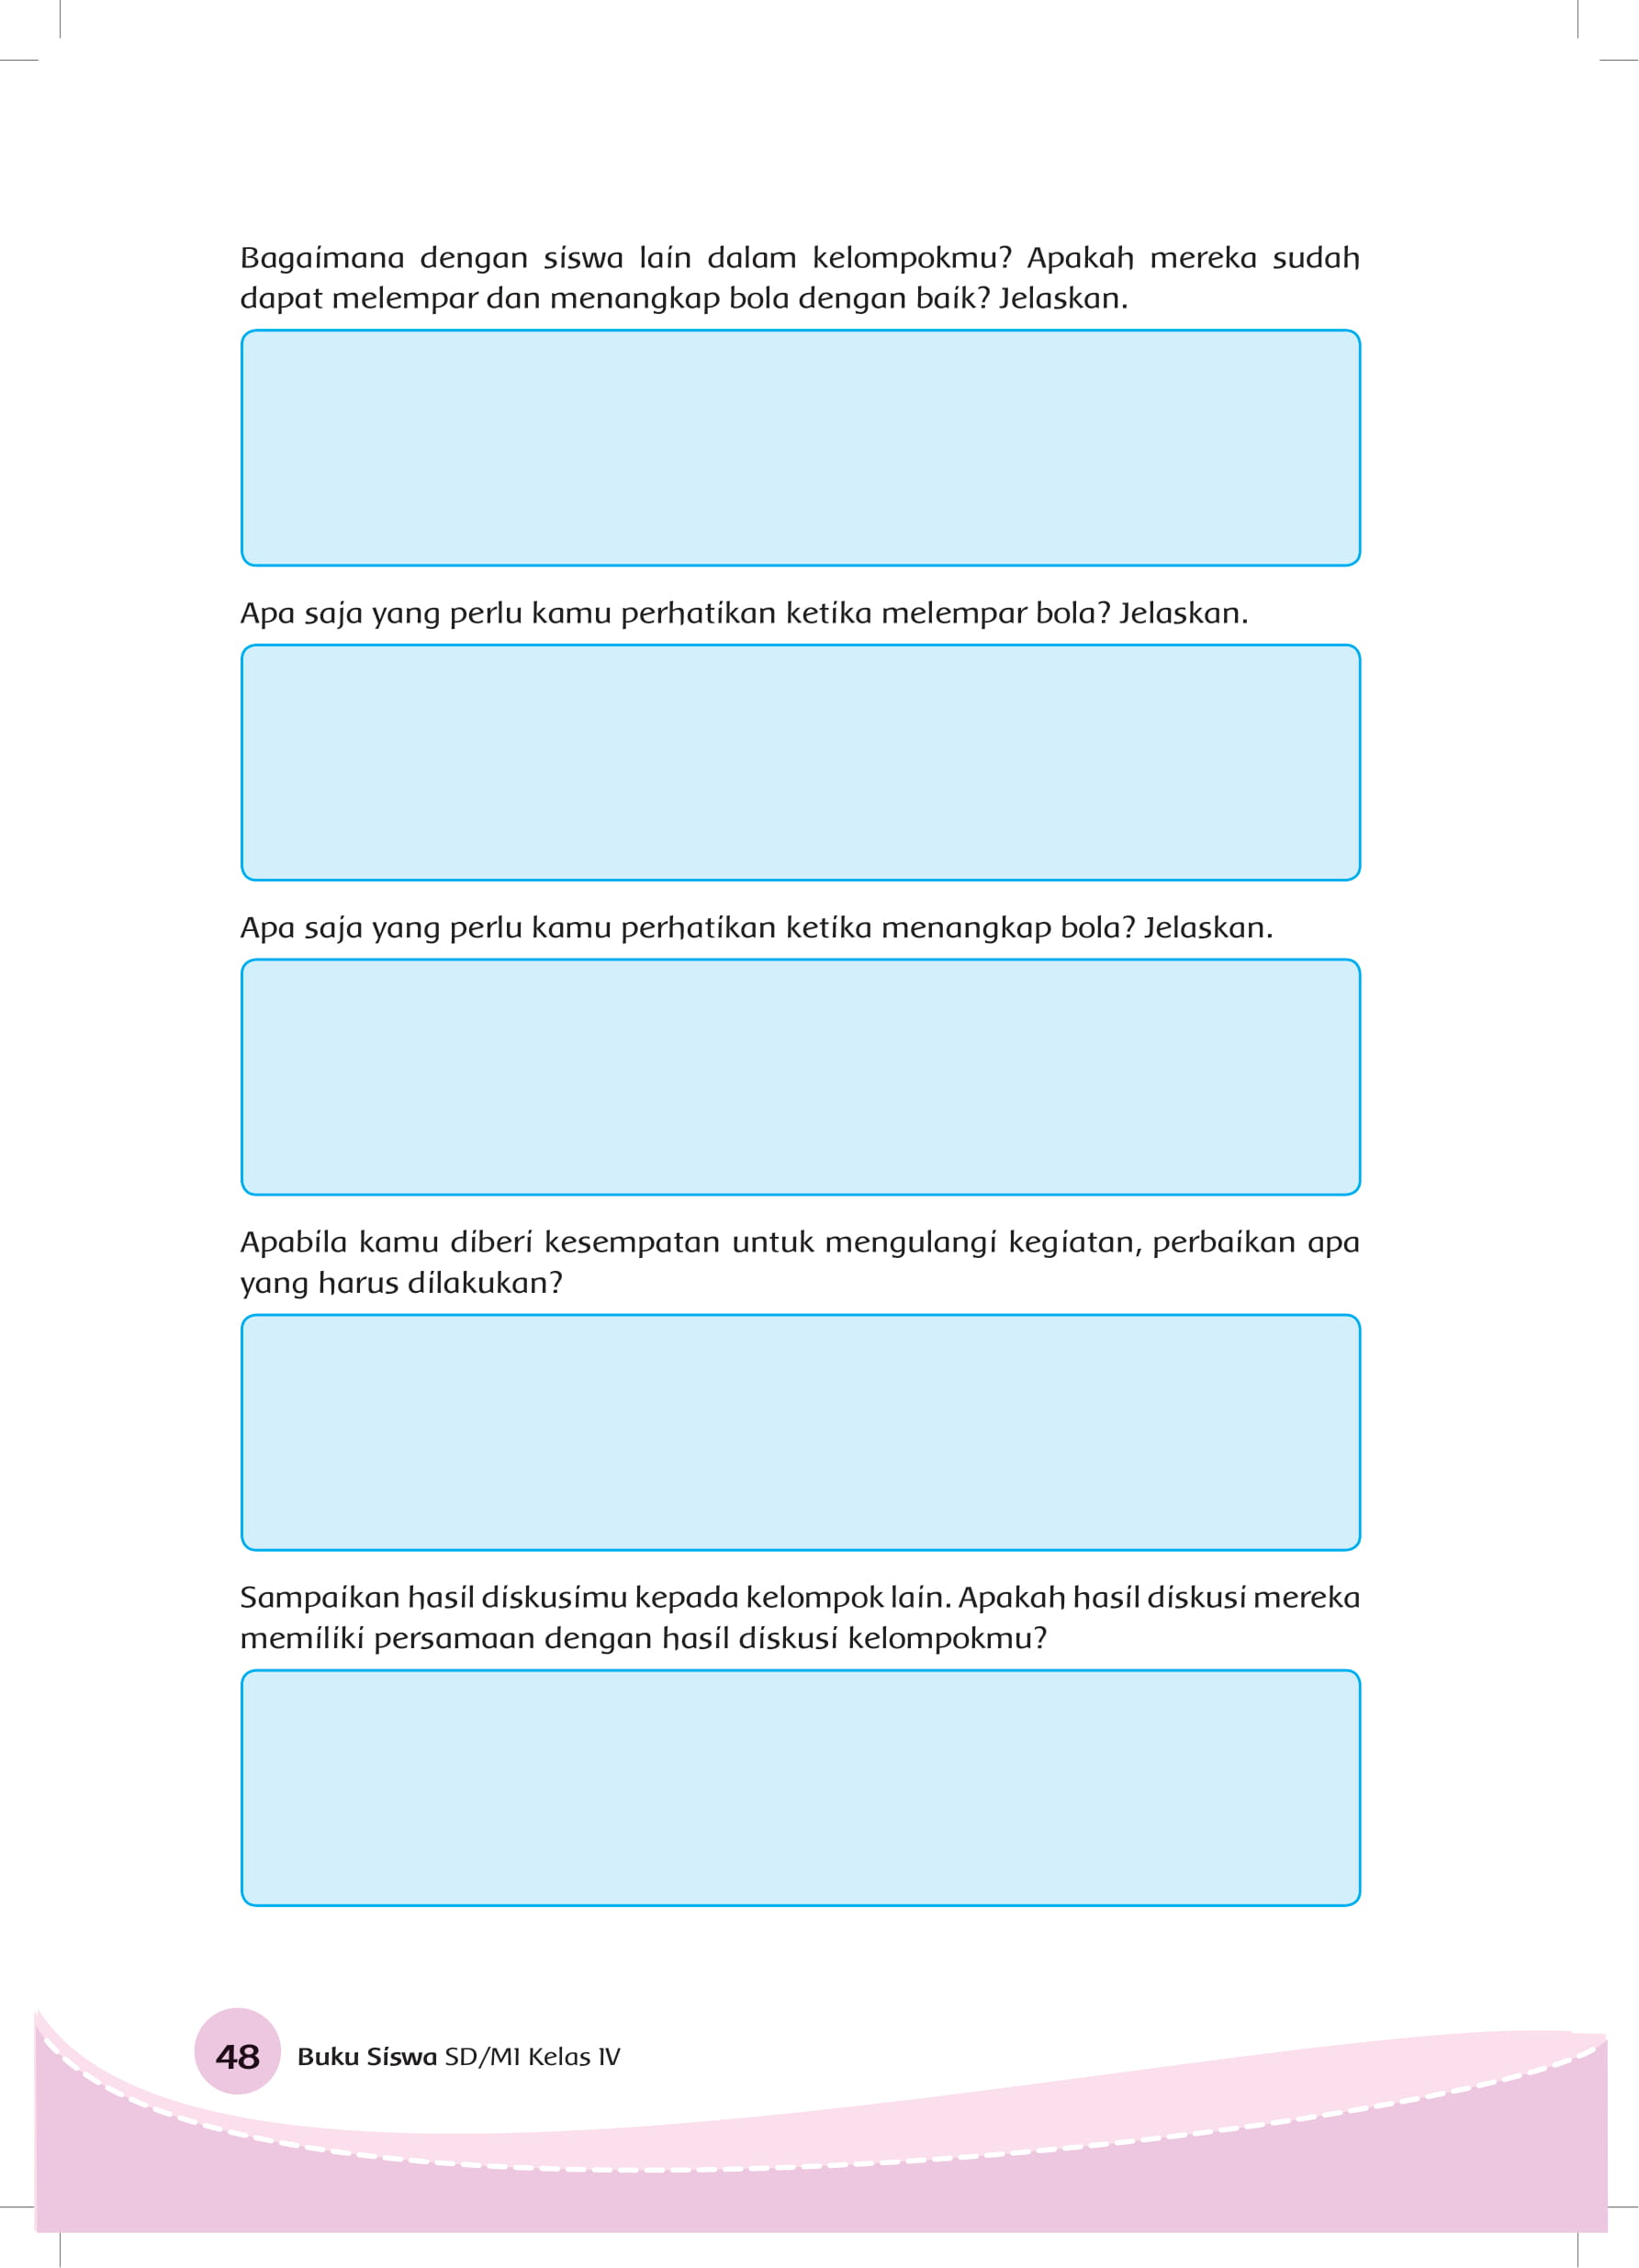 Bagaimana dengan siswa lain dalam kelompokmu? Apakah mereka sudah
dapat melempar dan menangkap bola dengan baik? Jelaskan.
Apa saja yang perlu kamu perhatikan ketika melempar bola? Jelaskan.
Apa saja yang perlu kamu perhatikan ketika menangkap bola? Jelaskan.
Apabila kamu diberi kesempatan untuk mengulangi kegiatan, perbaikan apa
yang harus dilakukan?
Sampaikan hasil diskusimu kepada kelompok lain. Apakah hasil diskusi mereka
memiliki persamaan dengan hasil diskusi kelompokmu?
48 Buku Siswa SD/MI Kelas IV